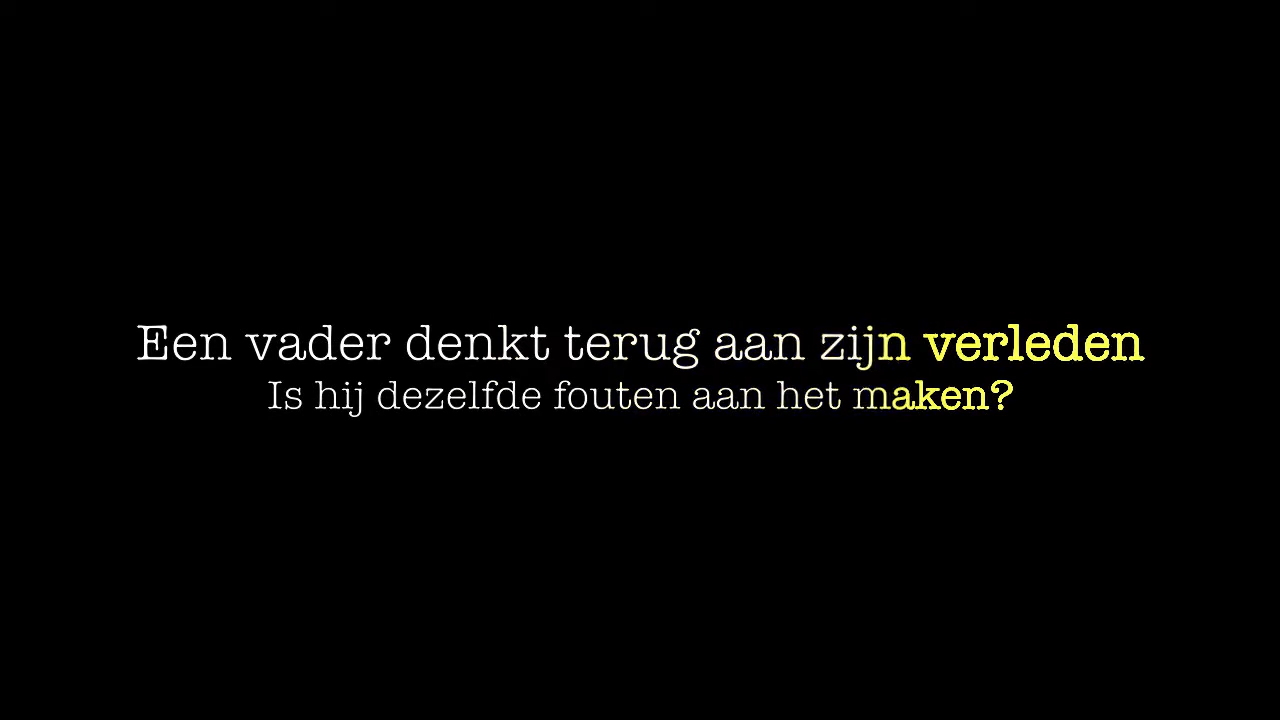 Een vader denkt terug aan zijn verleden
Is hij dezelfde fouten aan het maken?